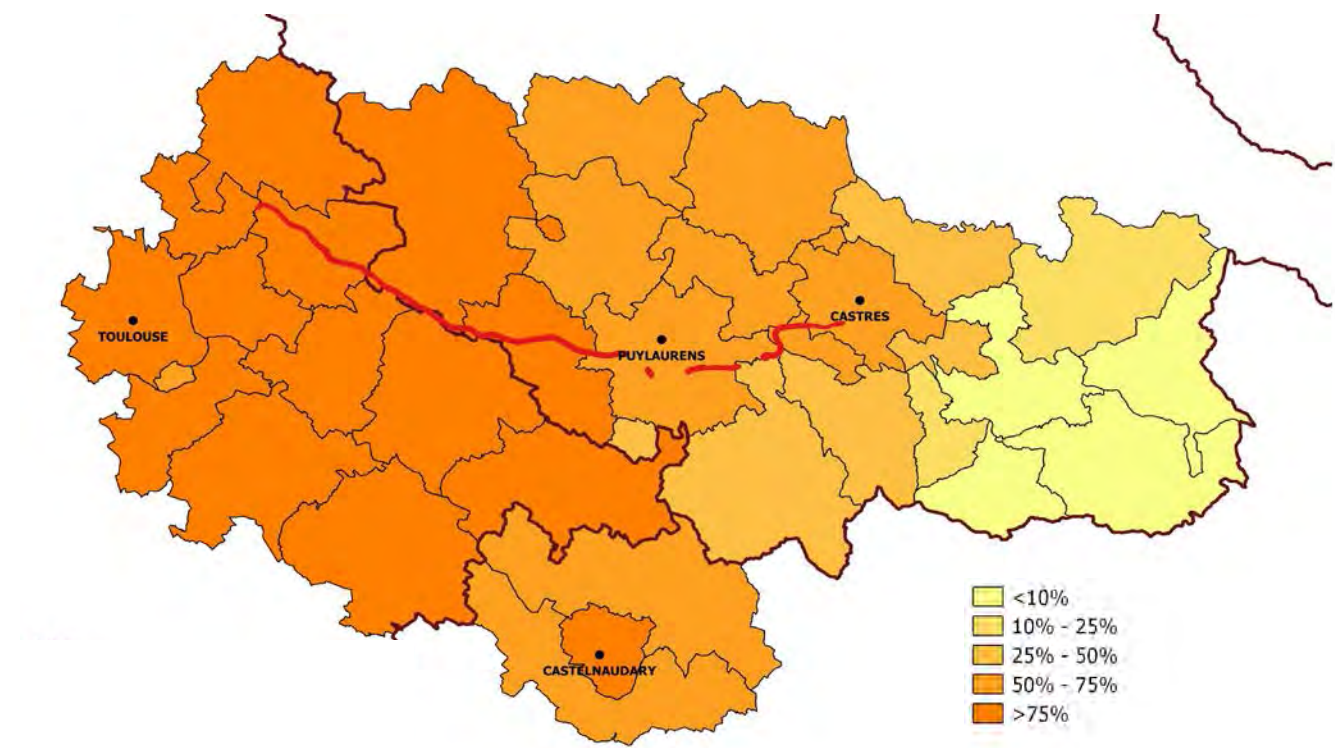 CASTRES
TOULOUSE
PUYLAURENS
CASTELNAUDARY
<10%
10% - 25%
25% - 50%
50% - 75%
>75%